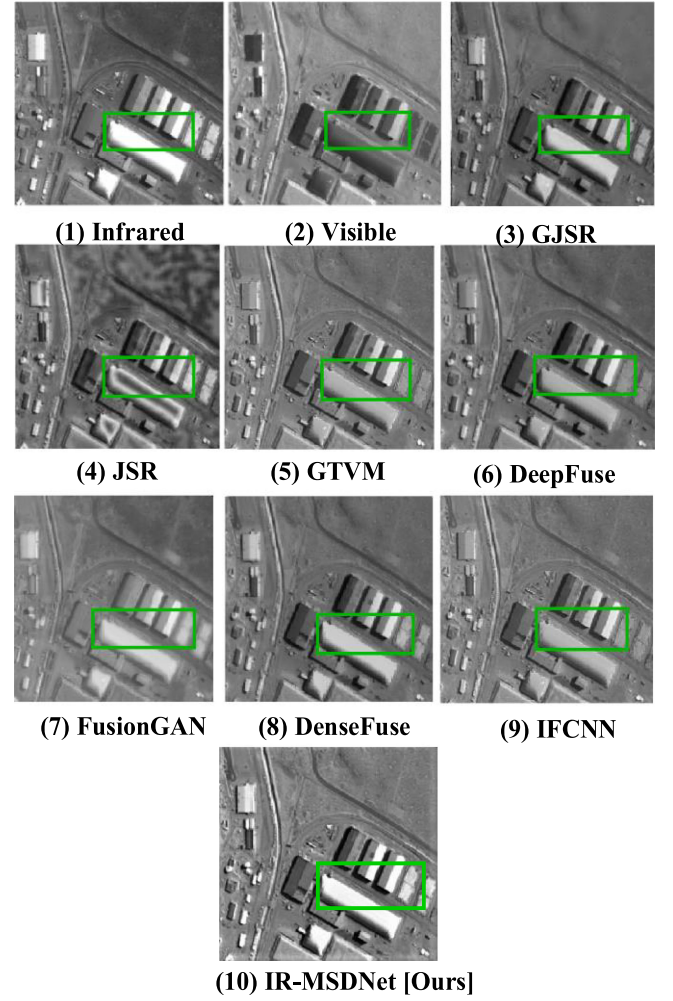 (1) Infrared
(2) Visible
(3) GJSR
(4) JSR
(5) GTVM
(6) DeepFuse
(7) FusionGAN
(8) DenseFuse
(9) IFCNN
(10) IR-MSDNet [Ours]